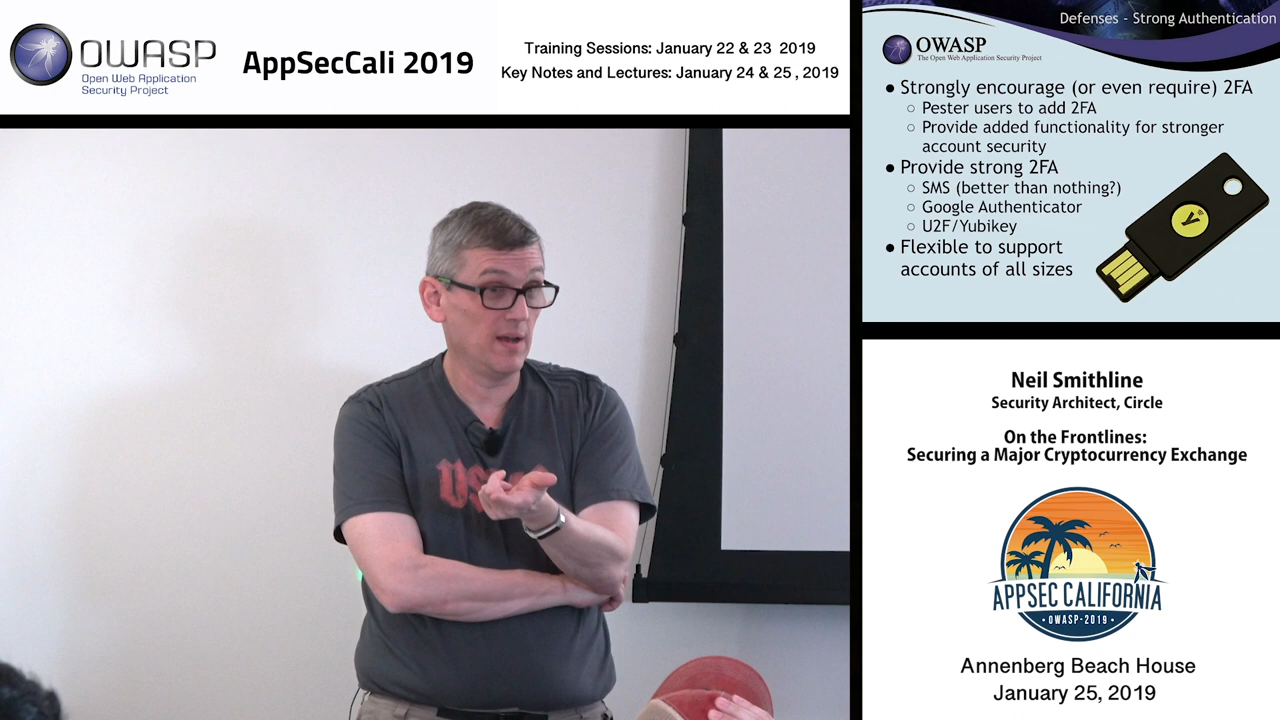 OWASP
Open Web Application
Security Project
AppSecCali 2019
Training Sessions: January 22 & 23 2019
Key Notes and Lectures: January 24 & 25 , 2019
Defenses - Strong Authentication
OWASP
The Open Web Application Security Project
● Strongly encourage (or even require) 2FA
○ Pester users to add 2FA
○ Provide added functionality for stronger
account security
● Provide strong 2FA
○ SMS (better than nothing?)
○ Google Authenticator
○ U2F/Yubikey
● Flexible to support
accounts of all sizes
Neil Smithline
Security Architect, Circle
On the Frontlines:
Securing a Major Cryptocurrency Exchange
APPSEC CALIFORNIA
• OWASP-2019 •
Annenberg Beach House
January 25, 2019